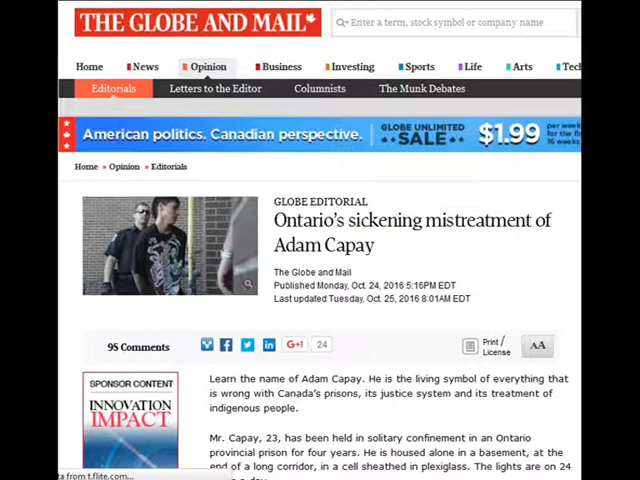 THE GLOBE AND MAIL
Enter a term, stock symbol or company name
Home News Opinion Business Investing Sports Life Arts
Editorials Letters to the Editor Columnists The Munk Debates
American politics. Canadian perspective.
GLOBE UNLIMITED
SALE
$1.99
per week
for the fi
16 weeks
Home » Opinion » Editorials
GLOBE EDITORIAL
Ontario's sickening mistreatment of
Adam Capay
The Globe and Mail
Published Monday, Oct. 24, 2016 5:16PM EDT
Last updated Tuesday, Oct. 25, 2016 8:01AM EDT
95 Comments
G+1 24
Print /
License
AA
SPONSOR CONTENT
INNOVATION
IMPACT
Learn the name of Adam Capay. He is the living symbol of everything that
is wrong with Canada's prisons, its justice system and its treatment of
indigenous people.
Mr. Capay, 23, has been held in solitary confinement in an Ontario
provincial prison for four years. He is housed alone in a basement, at the
end of a long corridor, in a cell sheathed in plexiglass. The lights are on 24
ta from t.flite.com...